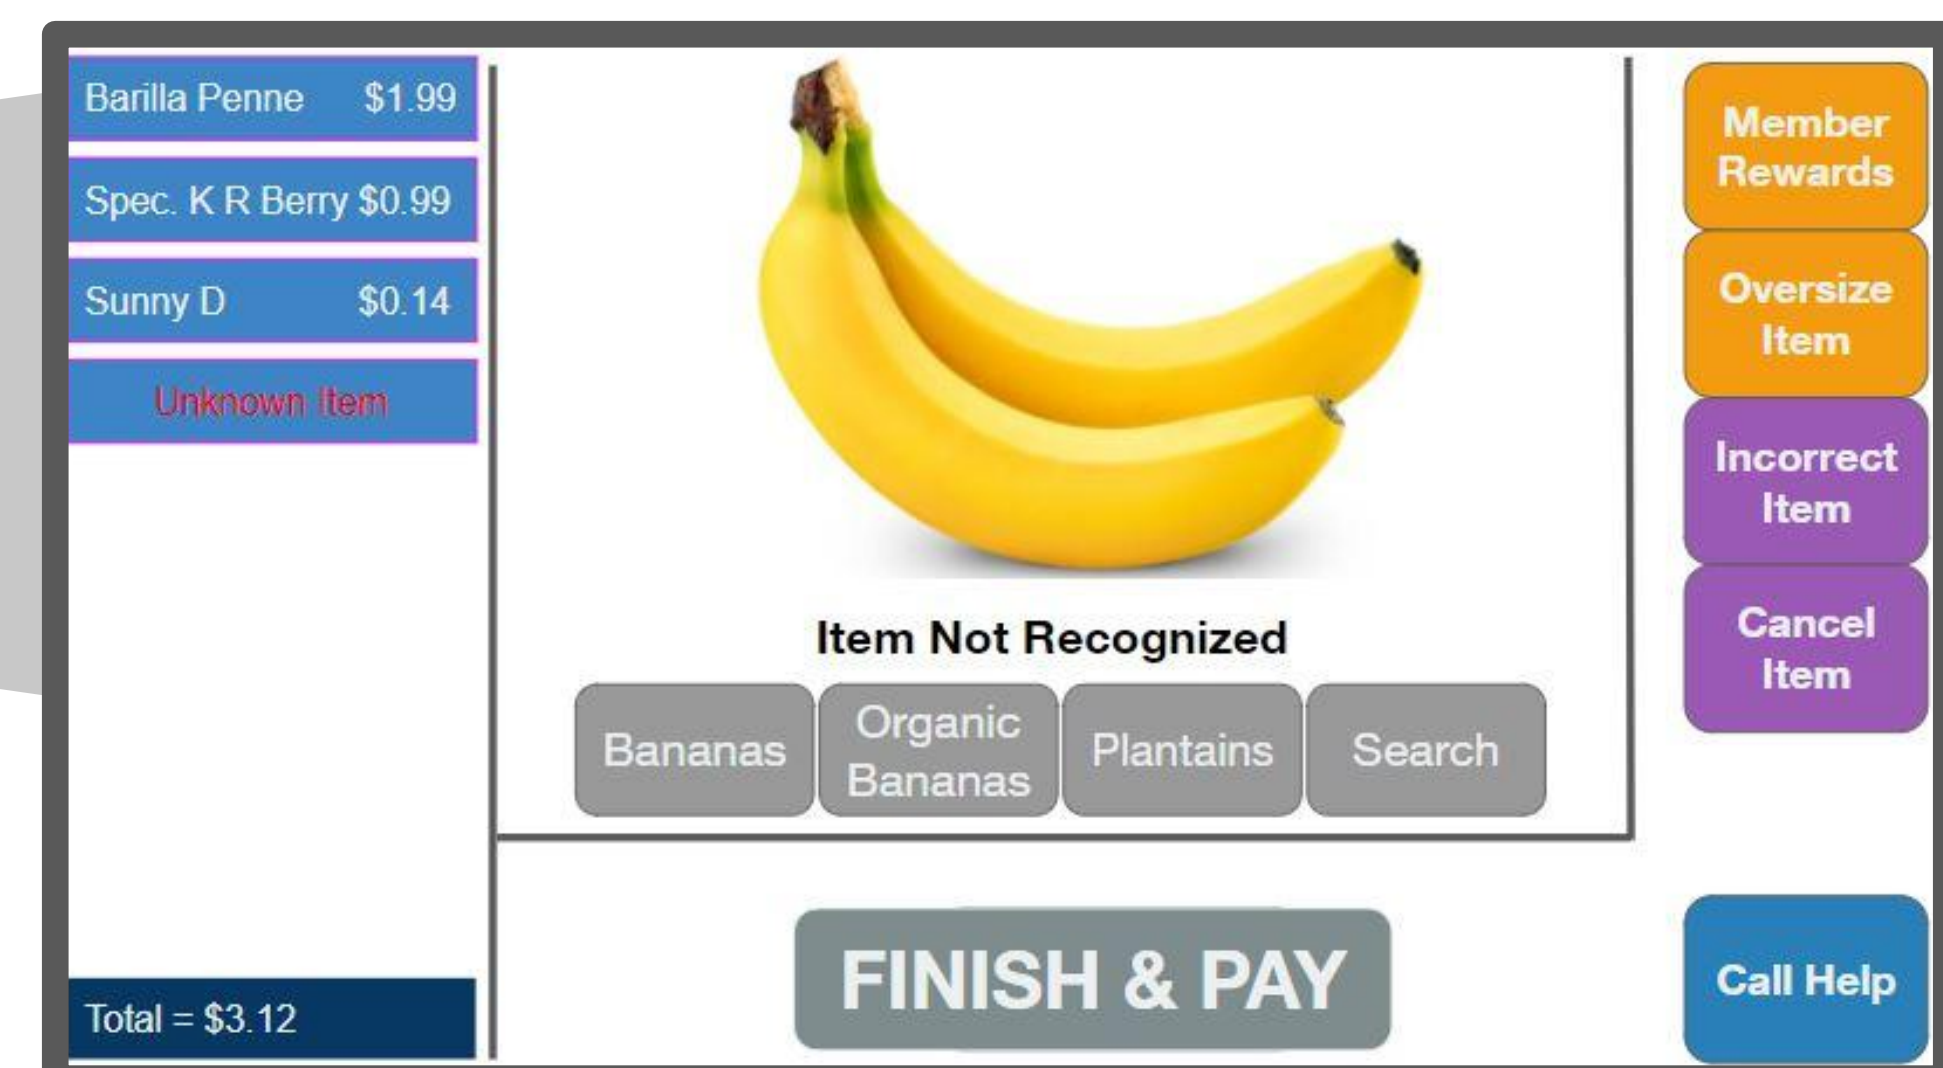 Barilla Penne $1.99
Spec. K R Berry $0.99
Sunny D $0.14
Unknown Item
Total = $3.12
Item Not Recognized
Bananas
Organic
Bananas
Plantains
Search
FINISH & PAY
Member
Rewards
Oversize
Item
Incorrect
Item
Cancel
Item
Call Help